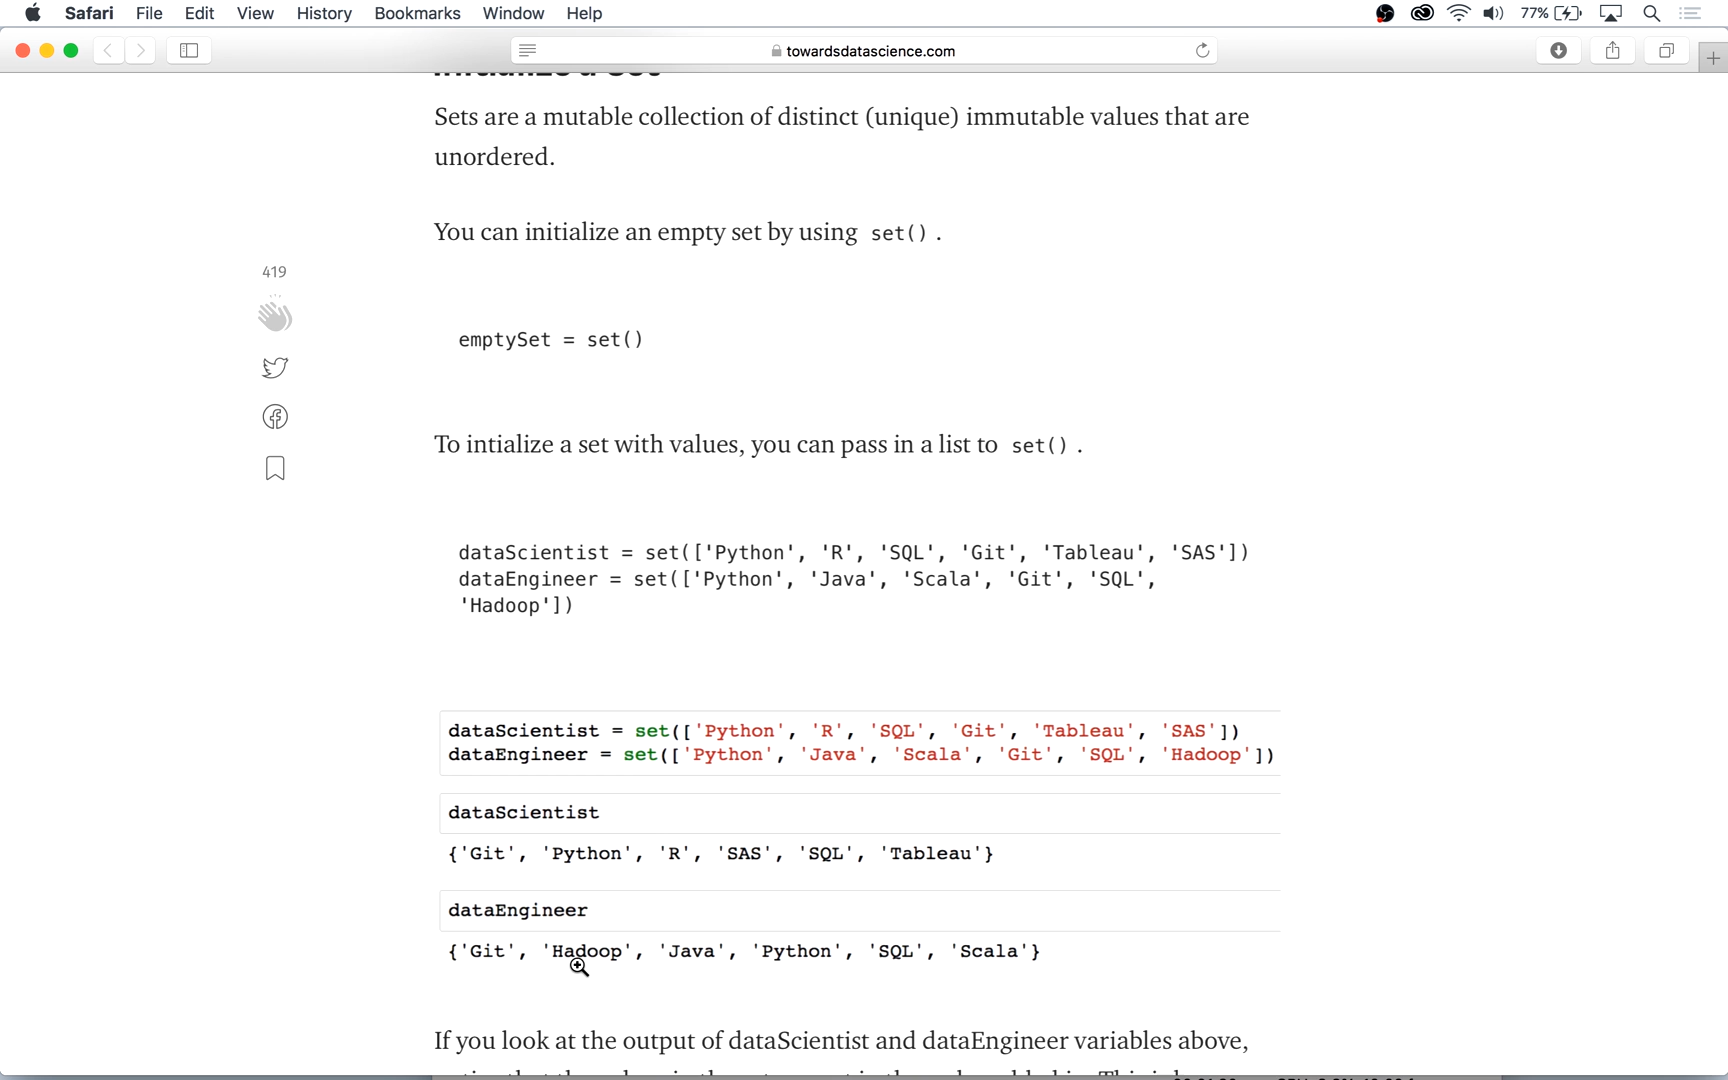 Safari File Edit View History Bookmarks Window Help 77%
towardsdatascience.com
Initialize a Set
Sets are a mutable collection of distinct (unique) immutable values that are
unordered.
You can initialize an empty set by using set() .
419
emptySet = set()
To intialize a set with values, you can pass in a list to set() .
dataScientist = set(['Python', 'R', 'SQL', 'Git', 'Tableau', 'SAS'])
dataEngineer = set(['Python', 'Java', 'Scala', 'Git', 'SQL',
'Hadoop'])
dataScientist = set(['Python', 'R', 'SQL', 'Git', 'Tableau', 'SAS'])
dataEngineer = set(['Python', 'Java', 'Scala', 'Git', 'SQL', 'Hadoop'])
dataScientist
{'Git', 'Python', 'R', 'SAS', 'SQL', 'Tableau'}
dataEngineer
{'Git', 'Hadoop', 'Java', 'Python', 'SQL', 'Scala'}
If you look at the output of dataScientist and dataEngineer variables above,